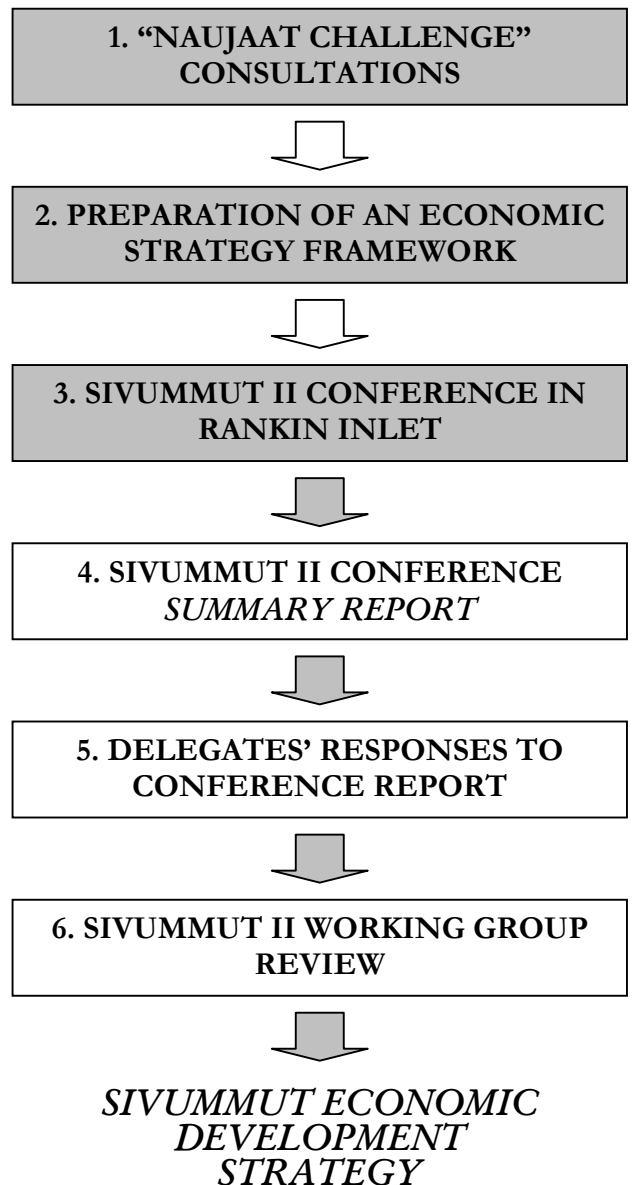 1. “NAUJAAT CHALLENGE”
CONSULTATIONS
2. PREPARATION OF AN ECONOMIC
STRATEGY FRAMEWORK
3. SIVUMMUT II CONFERENCE IN
RANKIN INLET
4. SIVUMMUT II CONFERENCE
SUMMARY REPORT
5. DELEGATES’ RESPONSES TO
CONFERENCE REPORT
6. SIVUMMUT II WORKING GROUP
REVIEW
SIVUMMUT ECONOMIC
DEVELOPMENT
STRATEGY